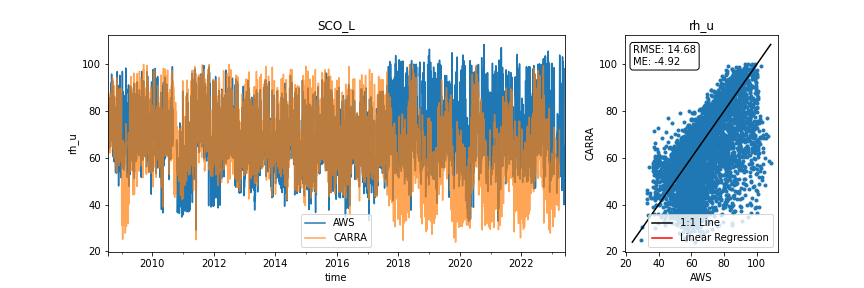 SCO_L
rh_u
100
80
60
40
20
rh_u
2010
2012
2014
2016
2018
2020
2022
time
AWS
CARRA
rh_u
RMSE: 14.68
ME: -4.92
100
80
60
40
20
CARRA
20
40
60
80
100
AWS
1:1 Line
Linear Regression